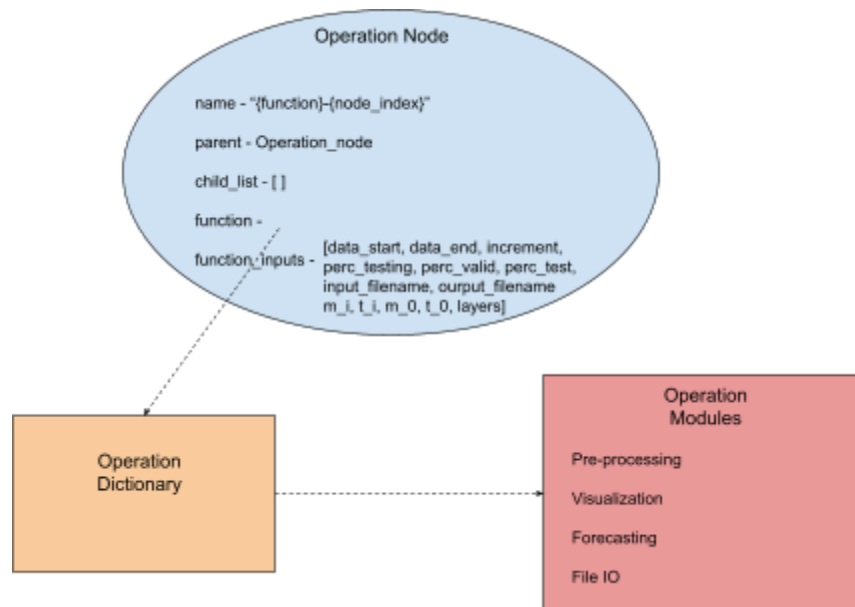 Operation Node
name - "{function}-{node_index}"
parent - Operation_node
child_list - [ ]
function -
function_inputs - [data_start, data_end, increment,
perc_testing, perc_valid, perc_test,
input_filename, ourput_filename
m_i, t_i, m_0, t_0, layers]
Operation
Dictionary
Operation
Modules
Pre-processing
Visualization
Forecasting
File IO